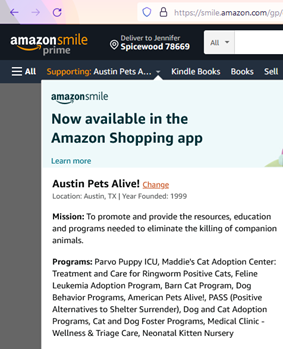 https://smile.amazon.com/gp/
amazonsmile
prime
Deliver to Jennifer
Spicewood 78669
All
All Supporting: Austin Pets A... Kindle Books Books Sell
amazonsmile
Now available in the
Amazon Shopping app
Learn more
Austin Pets Alive! Change
Location: Austin, TX | Year Founded: 1999
Mission: To promote and provide the resources, education
and programs needed to eliminate the killing of companion
animals.
Programs: Parvo Puppy ICU, Maddie's Cat Adoption Center:
Treatment and Care for Ringworm Positive Cats, Feline
Leukemia Adoption Program, Barn Cat Program, Dog
Behavior Programs, American Pets Alive!, PASS (Positive
Alternatives to Shelter Surrender), Dog and Cat Adoption
Programs, Cat and Dog Foster Programs, Medical Clinic -
Wellness & Triage Care, Neonatal Kitten Nursery